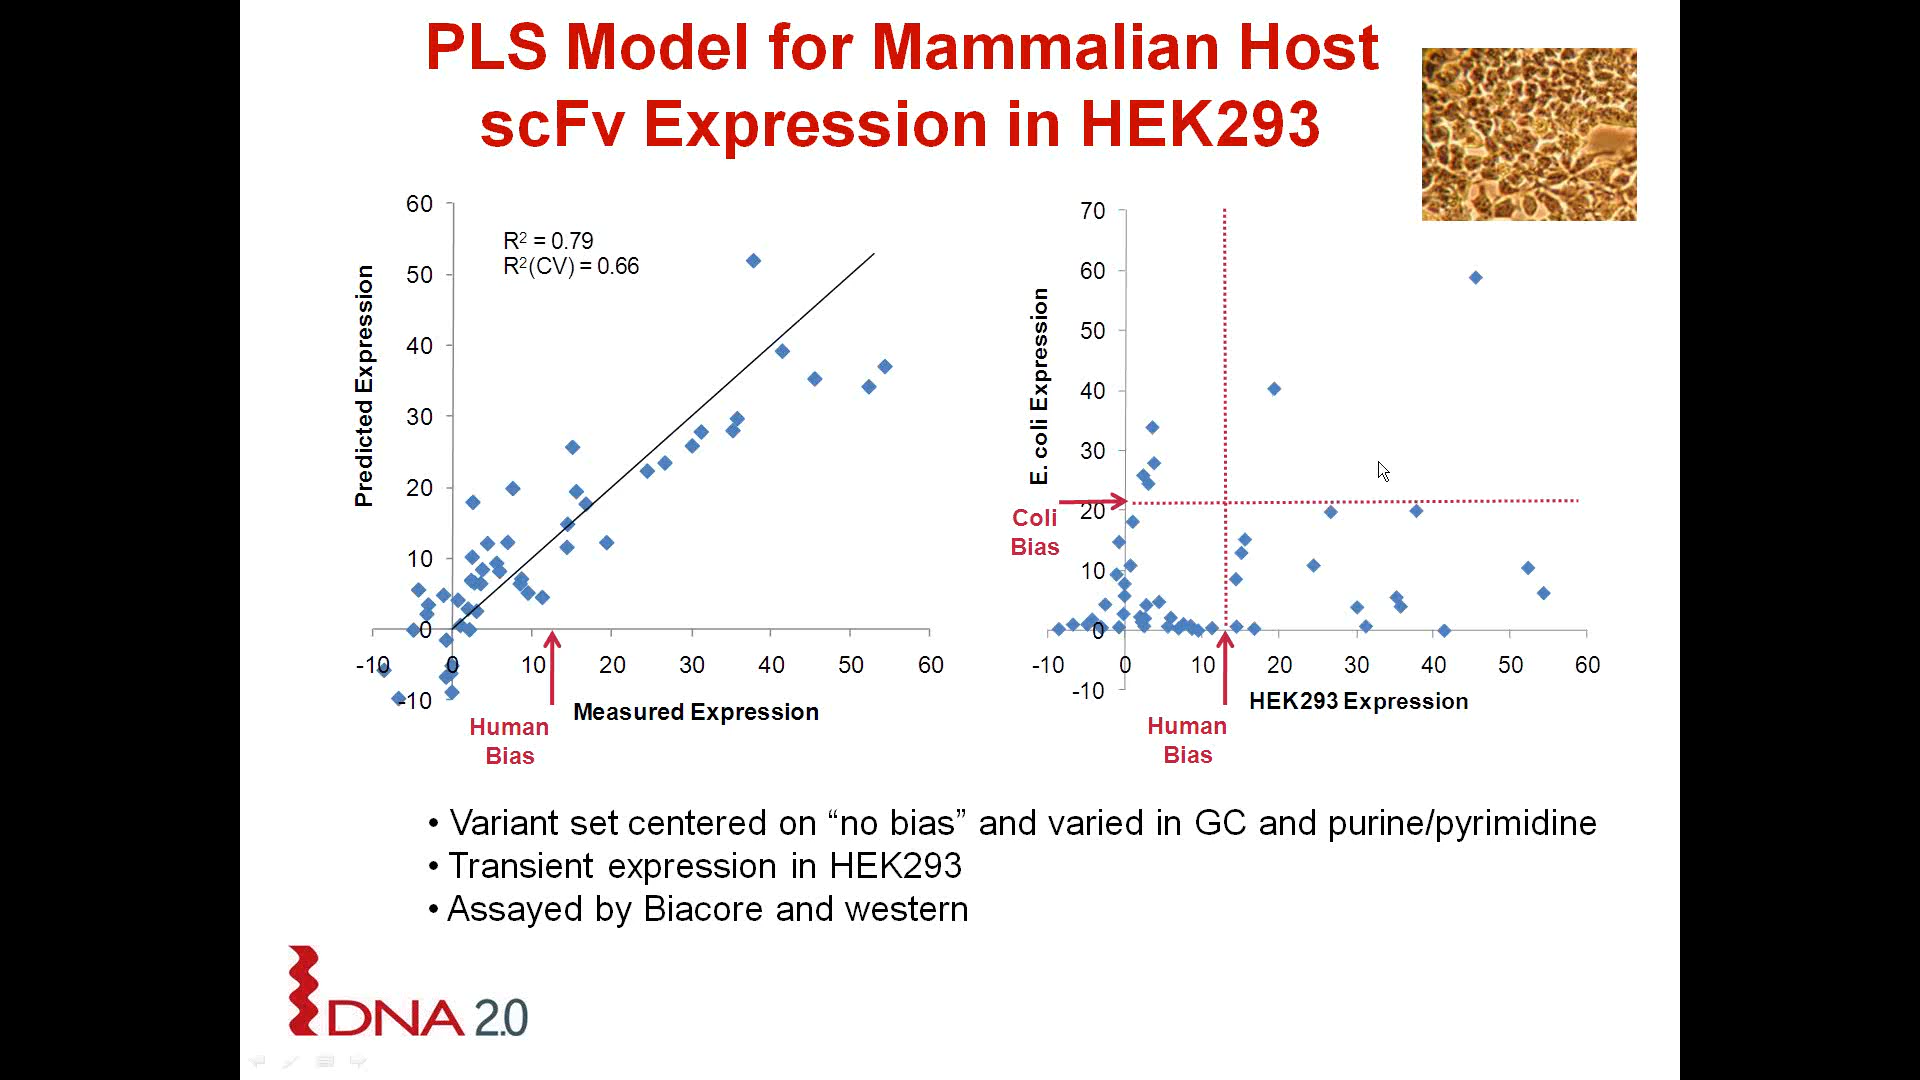 PLS Model for Mammalian Host
scFv Expression in HEK293
60
50
40
30
20
10
0
-10
R² = 0.79
R²(CV) = 0.66
Predicted Expression
-10 0 10 20 30 40 50 60
Measured Expression
Human
Bias
70
60
50
40
30
20
10
0
-10
E. coli Expression
Coli
Bias
-10 0 10 20 30 40 50 60
HEK293 Expression
Human
Bias
• Variant set centered on “no bias” and varied in GC and purine/pyrimidine
• Transient expression in HEK293
• Assayed by Biacore and western
DNA 2.0